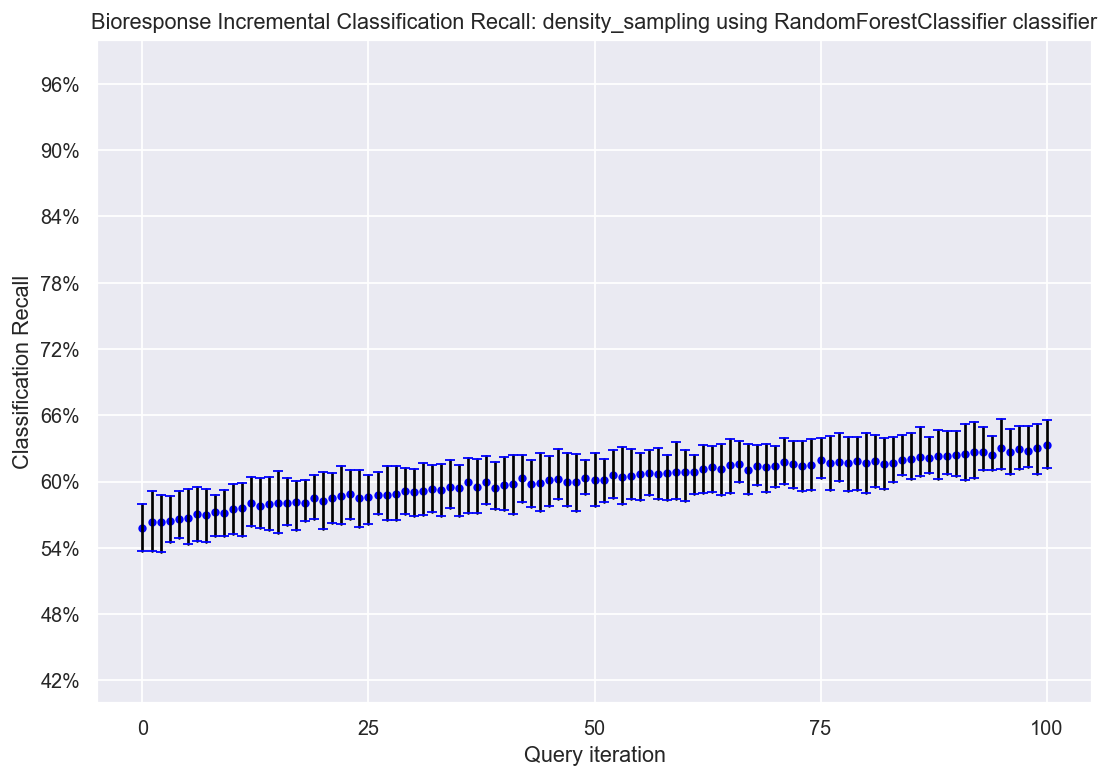 Bioresponse Incremental Classification Recall: density_sampling using RandomForestClassifier classifier
96%
90%
84%
78%
72%
66%
60%
54%
48%
42%
Classification Recall
0 25 50 75 100
Query iteration